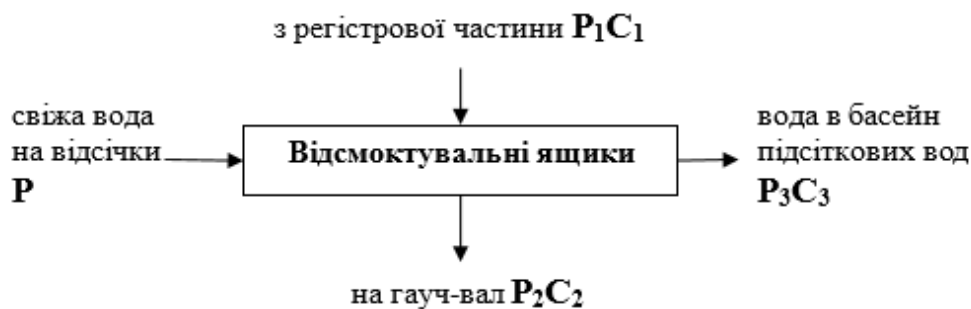 з регістрової частини P₁C₁
свіжа вода
на відсічки
P
Відсмоктувальні ящики
вода в басейн
підсіткових вод
P₃C₃
на гауч-вал P₂C₂